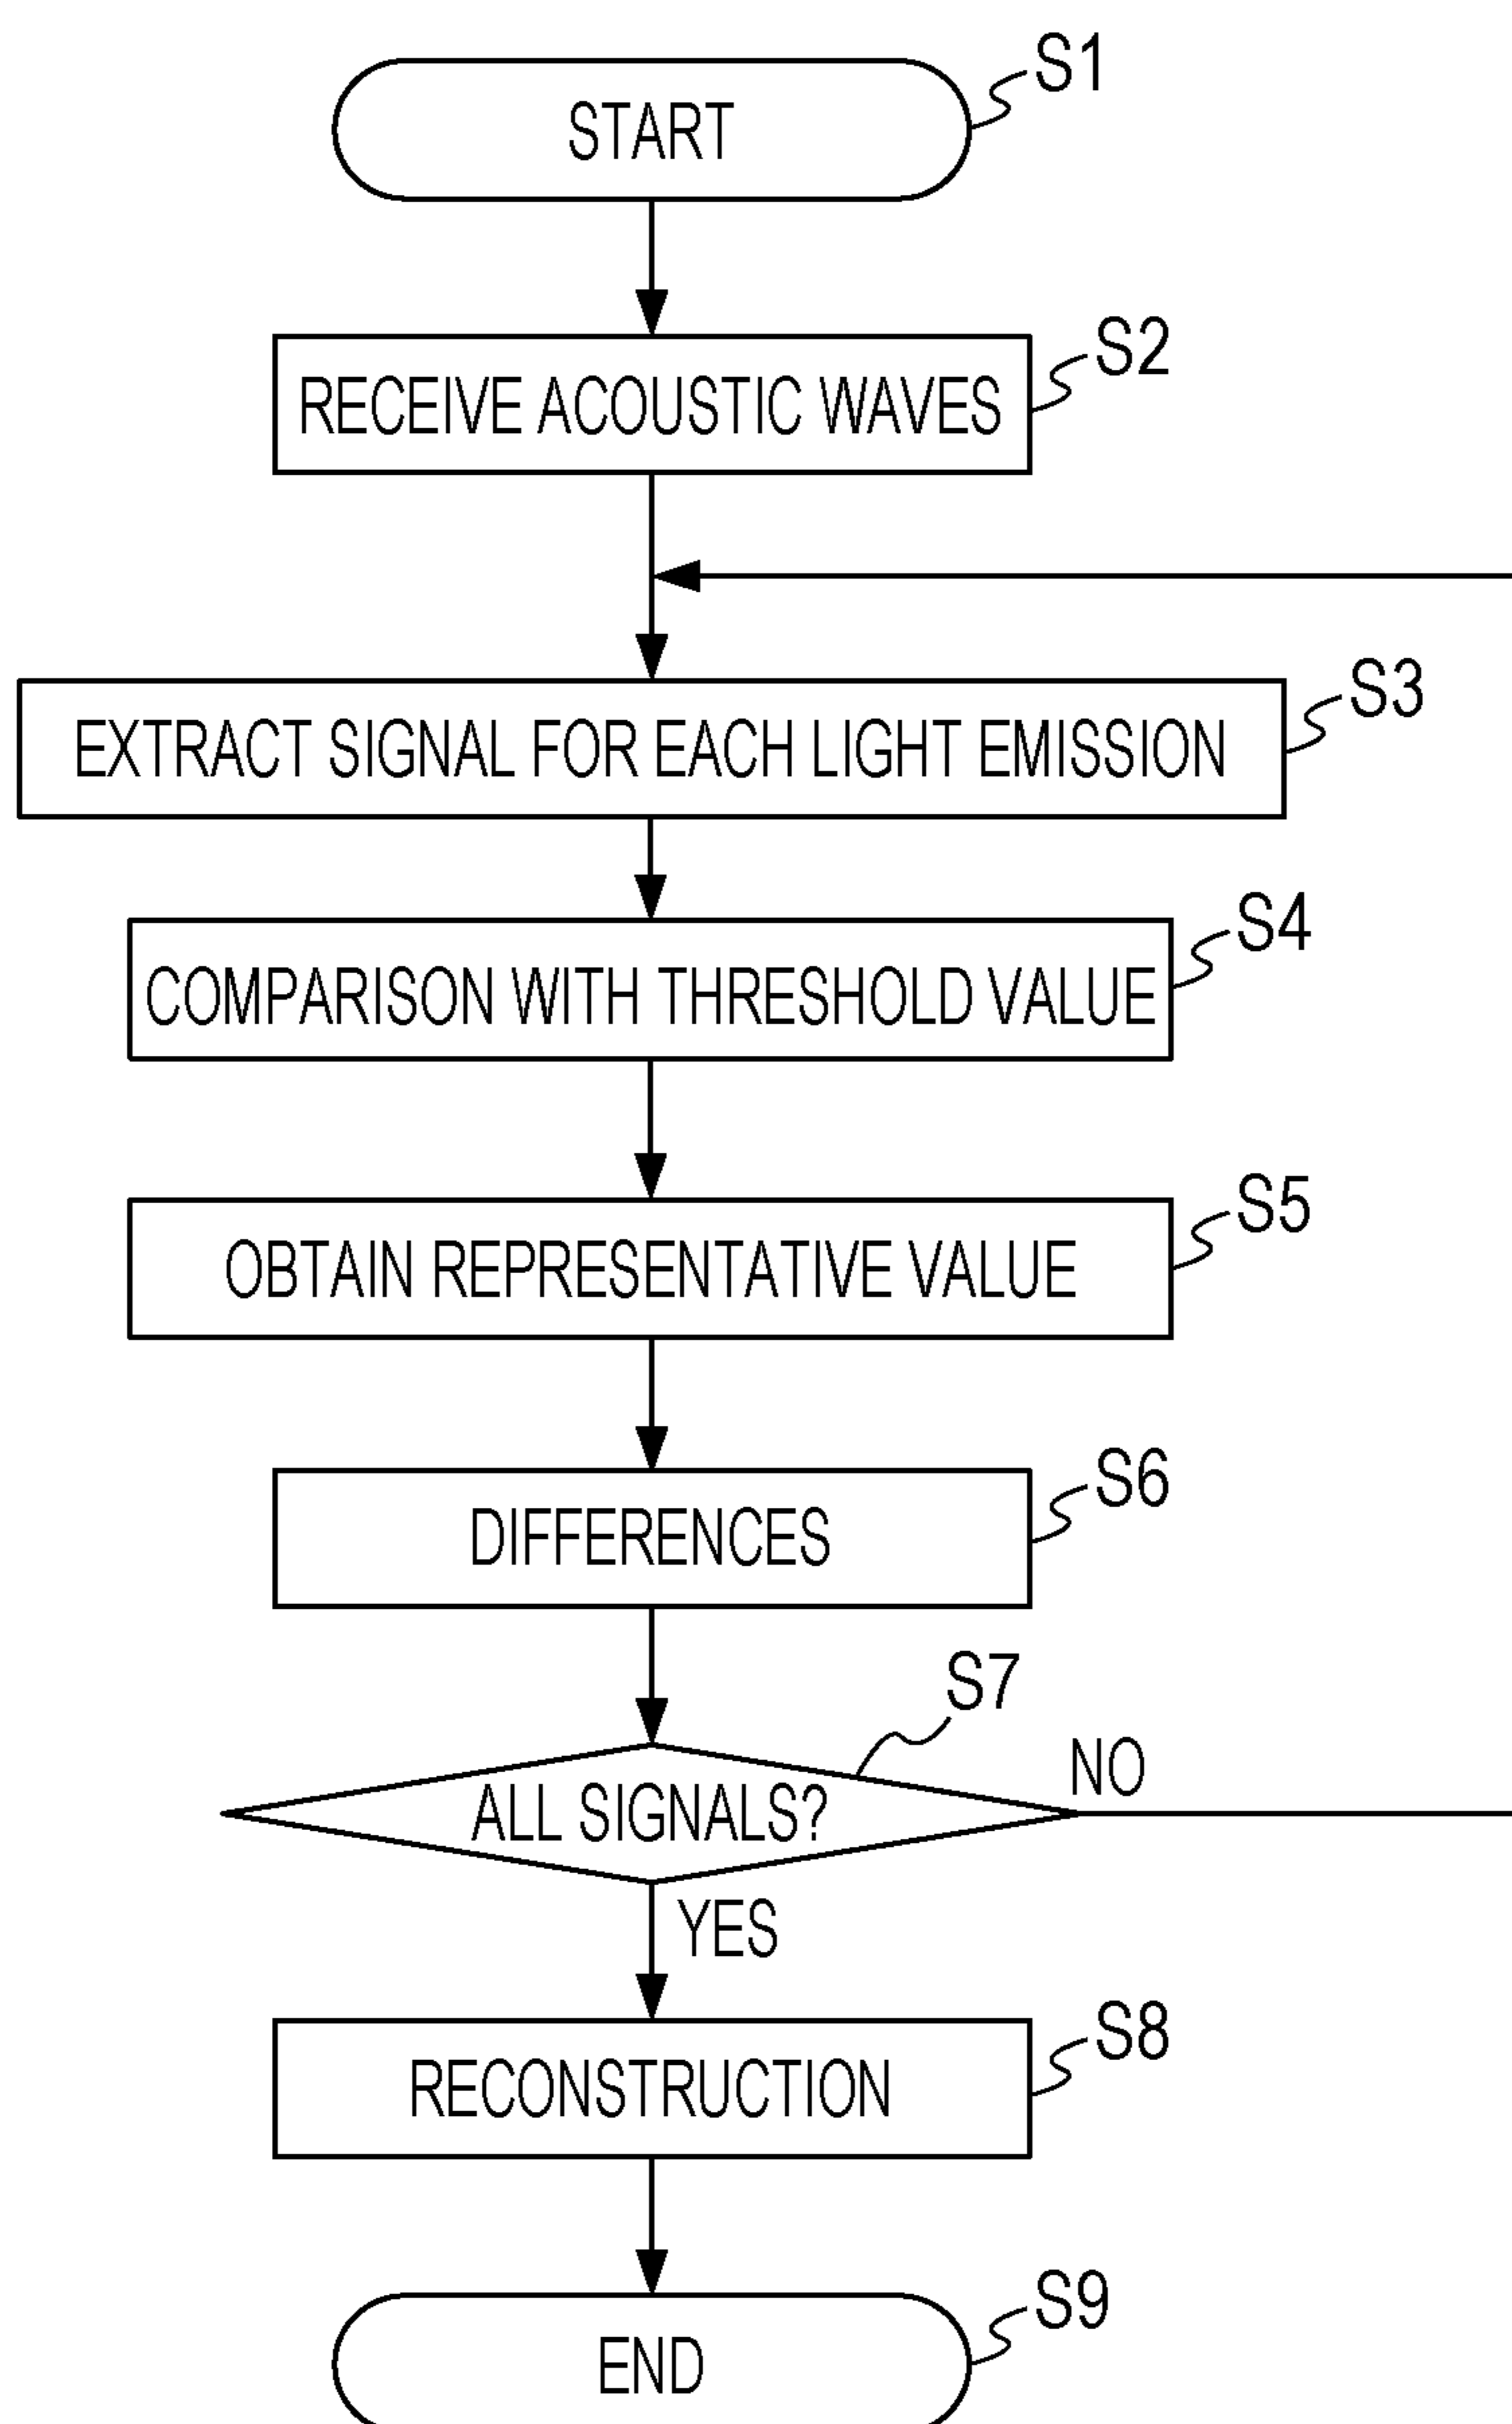 S1
START
S2
RECEIVE ACOUSTIC WAVES
S3
EXTRACT SIGNAL FOR EACH LIGHT EMISSION
S4
COMPARISON WITH THRESHOLD VALUE
S5
OBTAIN REPRESENTATIVE VALUE
S6
DIFFERENCES
S7
NO
ALL SIGNALS?
YES
S8
RECONSTRUCTION
S9
END